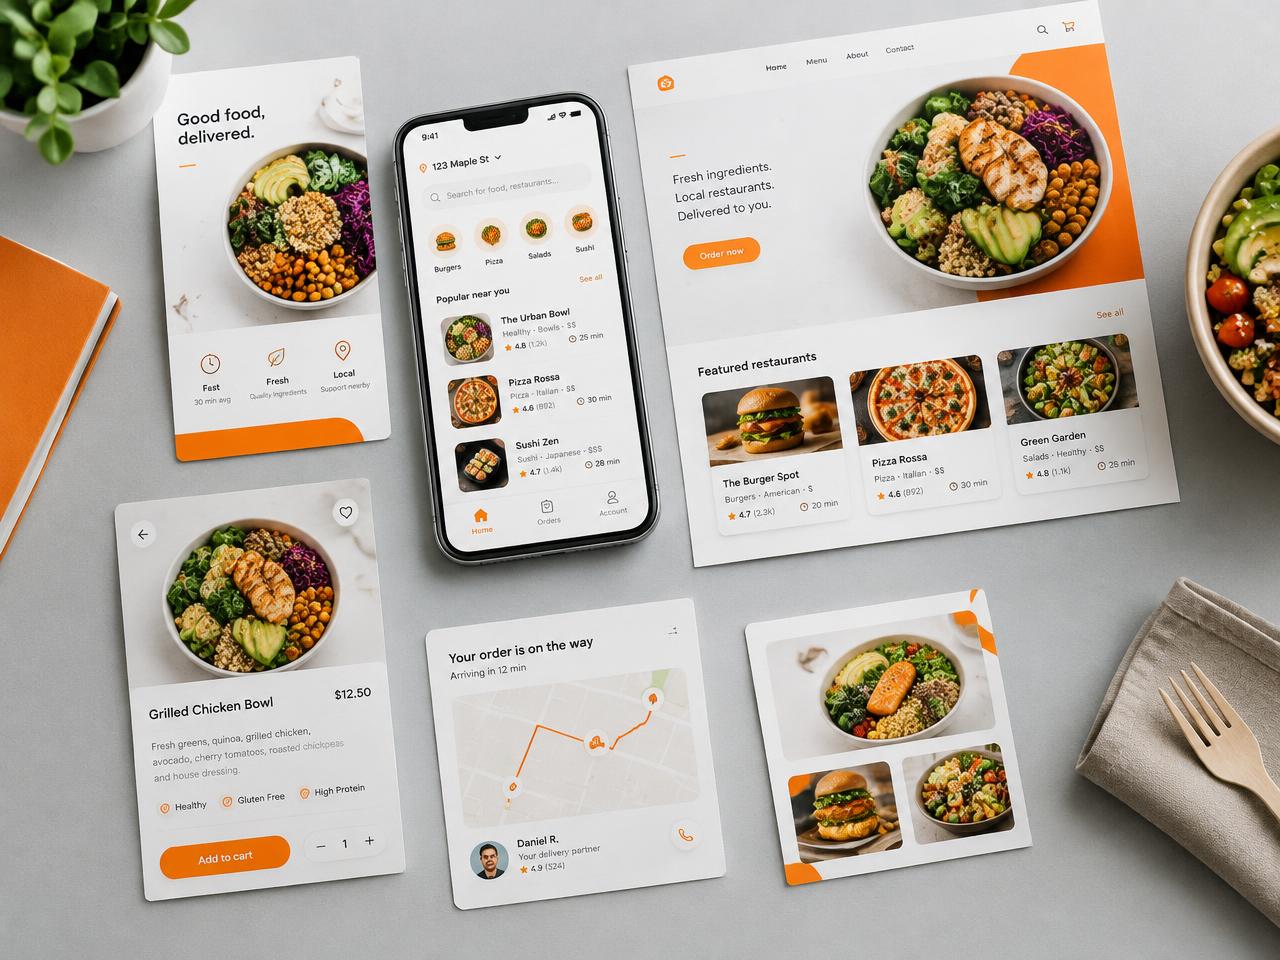 Good food,
delivered.
Fast
30 min avg
Fresh
Quality ingredients
Local
Support nearby
9:41
123 Maple St
Search for food, restaurants...
Burgers
Pizza
Salads
Sushi
Popular near you
See all
The Urban Bowl
Healthy · Bowls · $$
4.8 (1.2k)
25 min
Pizza Rossa
Pizza · Italian · $$
4.6 (892)
30 min
Sushi Zen
Sushi · Japanese · $$$
4.7 (1.4k)
28 min
Home
Orders
Account
Home
Menu
About
Contact
Fresh ingredients.
Local restaurants.
Delivered to you.
Order now
Featured restaurants
See all
The Burger Spot
Burgers · American · $
4.7 (2.3k)
20 min
Pizza Rossa
Pizza · Italian · $$
4.6 (892)
30 min
Green Garden
Salads · Healthy · $$
4.8 (1.1k)
28 min
Grilled Chicken Bowl
$12.50
Fresh greens, quinoa, grilled chicken,
avocado, cherry tomatoes, roasted chickpeas
and house dressing.
Healthy
Gluten Free
High Protein
Add to cart
1
Your order is on the way
Arriving in 12 min
Daniel R.
Your delivery partner
4.9 (524)